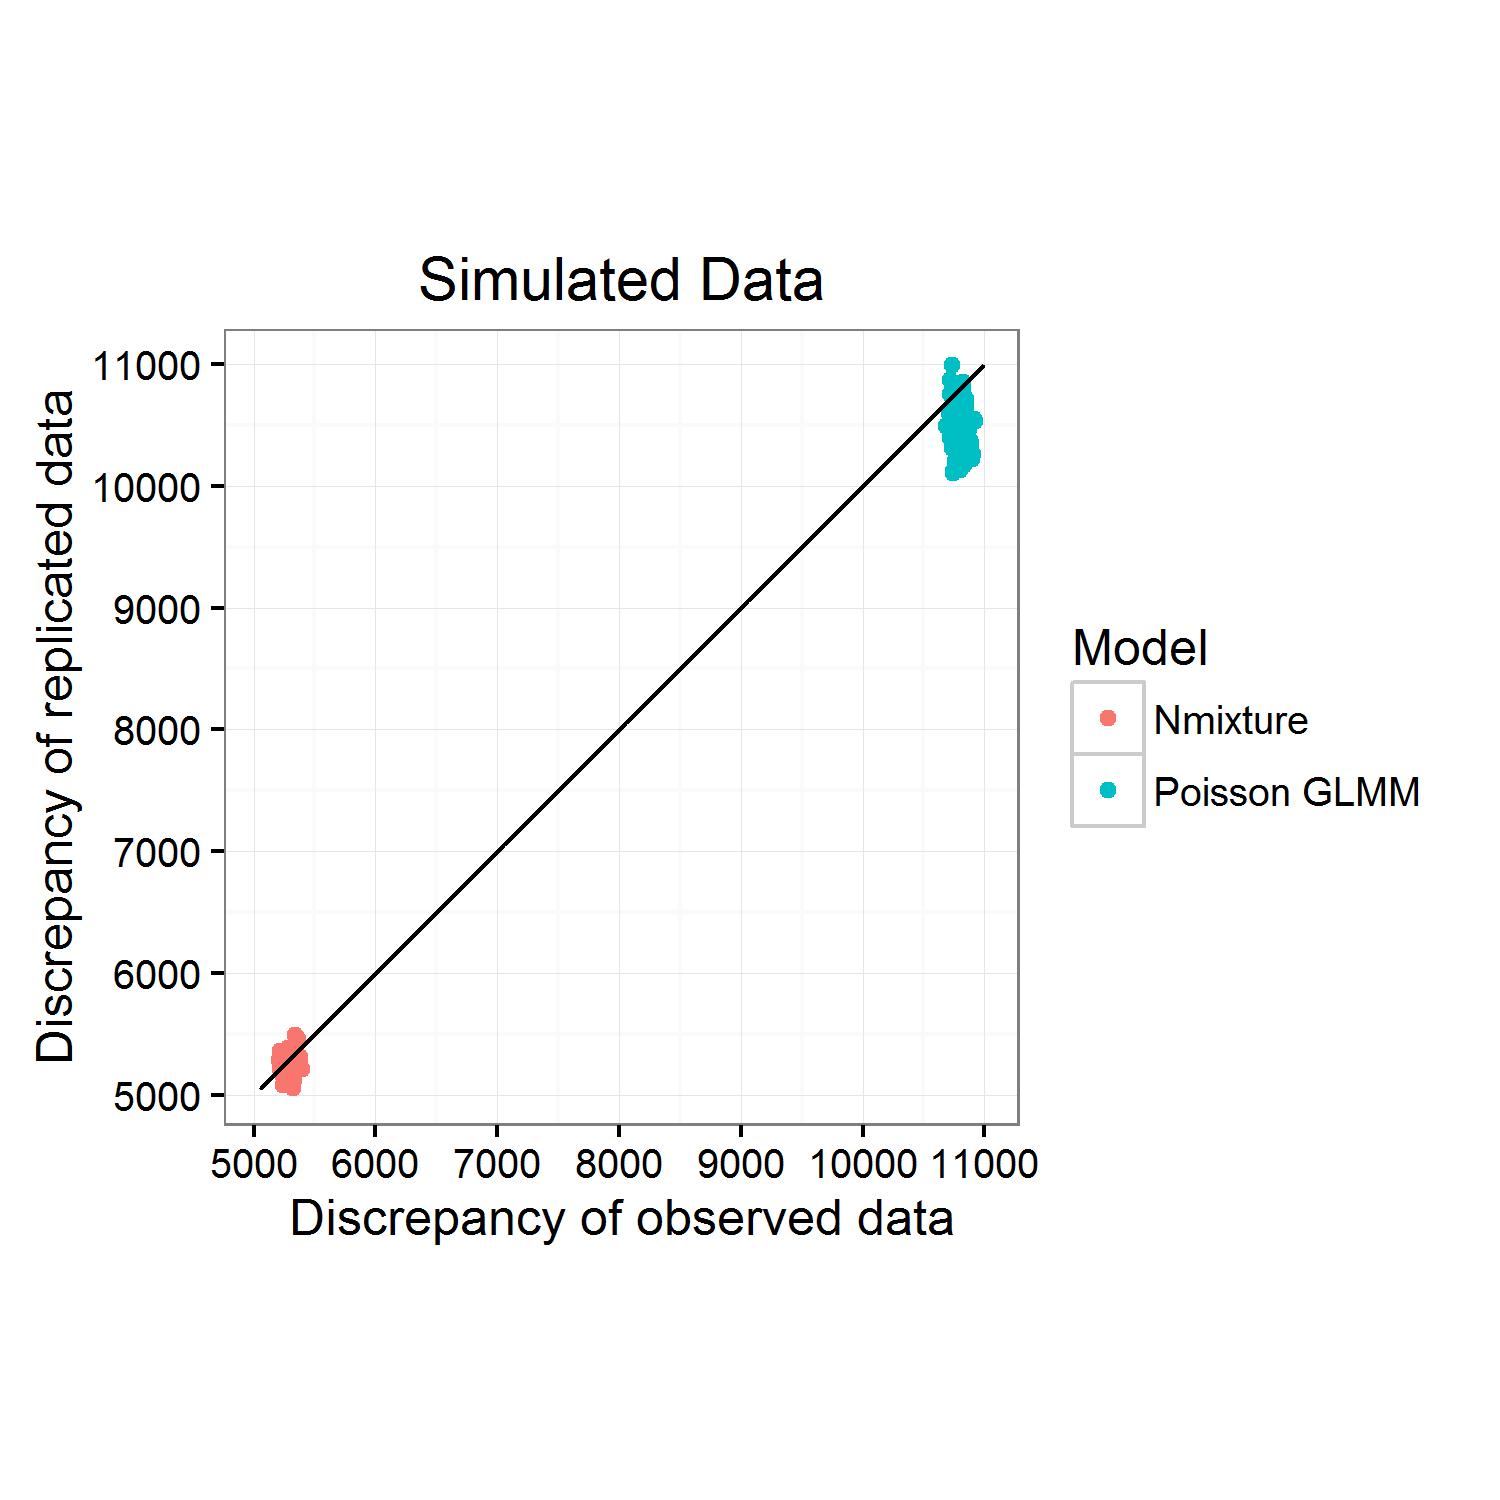 Simulated Data
11000
10000
9000
8000
7000
6000
5000
Discrepancy of replicated data
5000 6000 7000 8000 9000 10000 11000
Discrepancy of observed data
Model
Nmixture
Poisson GLMM